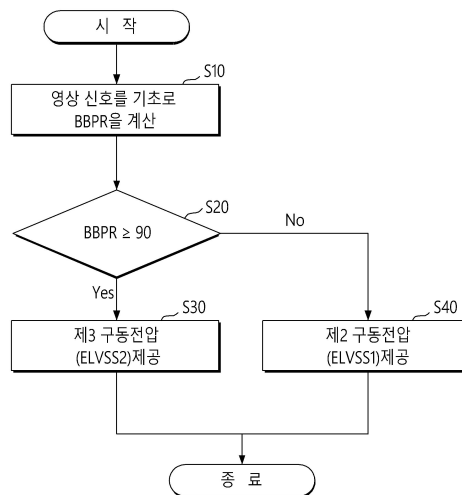 시 작
S10
영상 신호를 기초로
BBPR을 계산
S20
BBPR ≥ 90
No
Yes
S30
제3 구동전압
(ELVSS2)제공
S40
제2 구동전압
(ELVSS1)제공
종 료